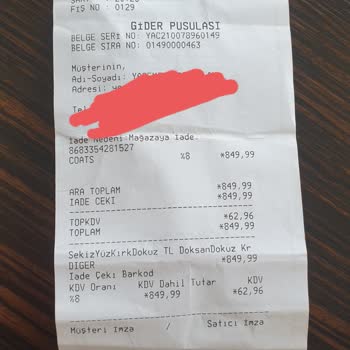 FİŞ NO : 0129
GİDER PUSULASI
BELGE SERİ NO: YAC210078960149
BELGE SIRA NO: 01490000463
Müşterinin,
Adı-Soyadı:
Adresi:
İade Nedeni:Mağazaya İade.
8683354281527
COATS %8 *849,99
ARA TOPLAM *849,99
IADE CEKI *849,99
TOPKDV *62,96
TOPLAM *849,99
SekizYüzKırkDokuz TL DoksanDokuz Kr
DIGER *849,99
İade Çeki Barkod
KDV Oranı KDV Dahil Tutar KDV
%8 *849,99 *62,96
Müşteri İmza / Satıcı İmza